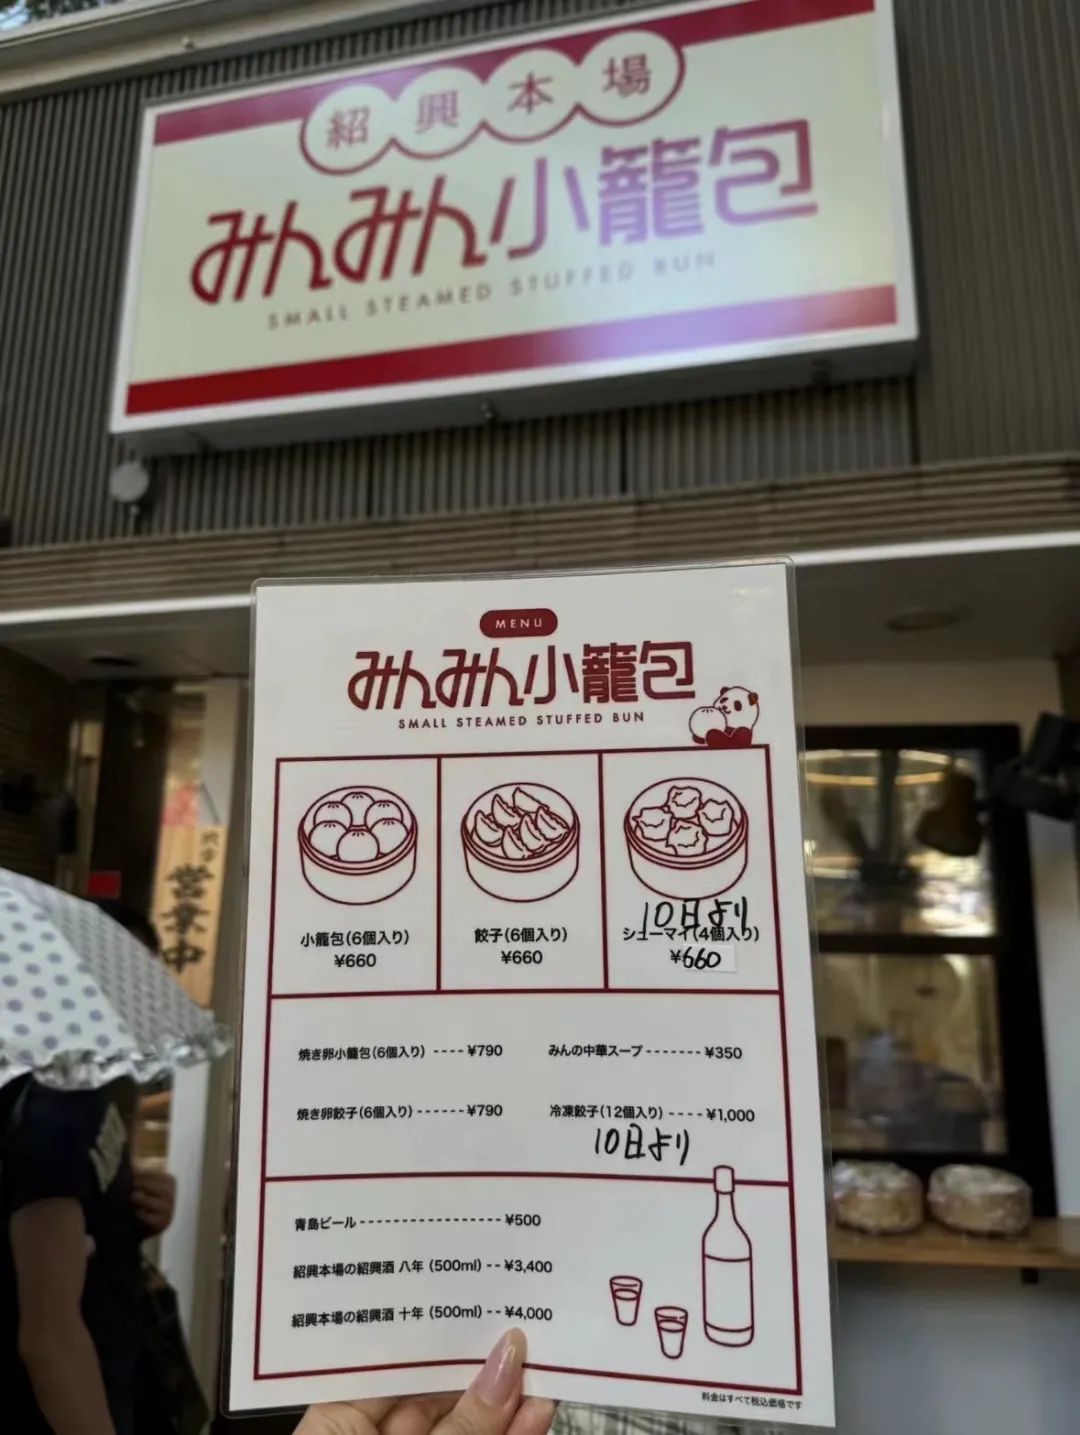 紹興本場
みんみん小籠包
SMALL STEAMED STUFFED BUN
営業中
MENU
みんみん小籠包
SMALL STEAMED STUFFED BUN
小籠包(6個入り)
¥660
餃子(6個入り)
¥660
10日より
シューマイ(4個入り)
¥660
焼き卵小籠包(6個入り) ----¥790
みんの中華スープ-------¥350
焼き卵餃子(6個入り)------¥790
冷凍餃子(12個入り)----¥1,000
10日より
青島ビール-----------------¥500
紹興本場の紹興酒 八年 (500ml)--¥3,400
紹興本場の紹興酒 十年 (500ml)--¥4,000
料金はすべて税込価格です